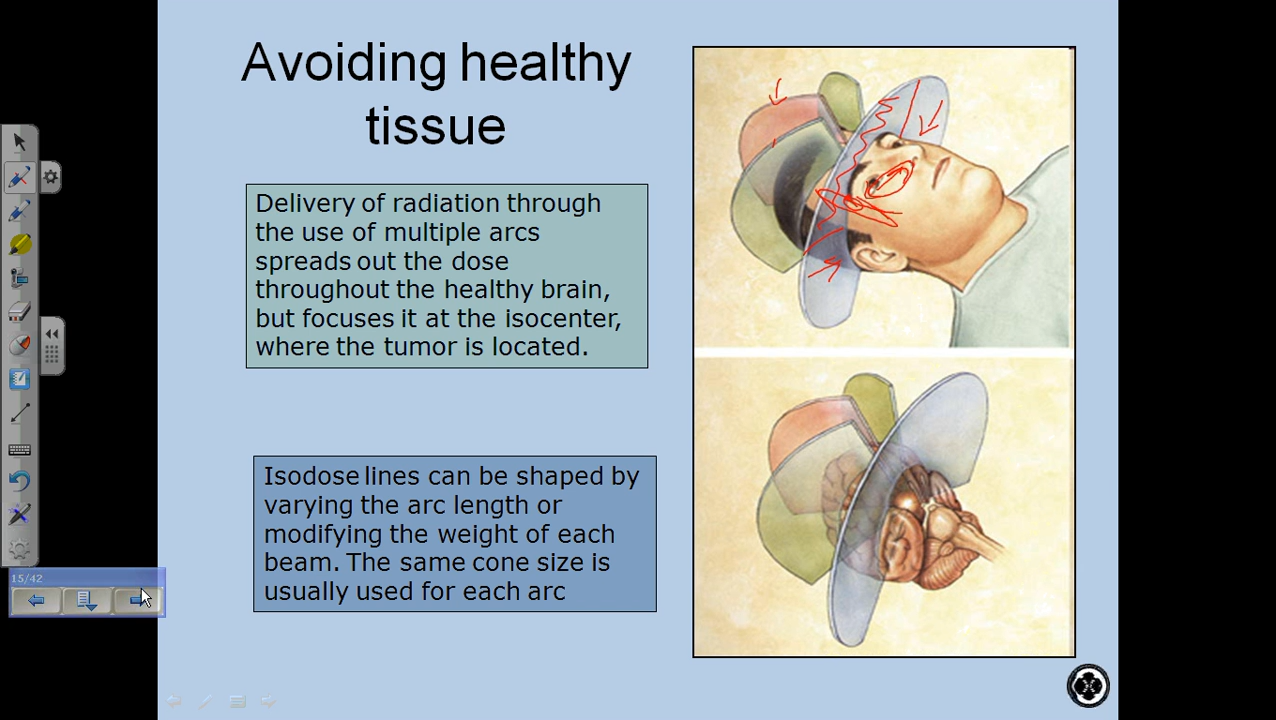 Avoiding healthy
tissue
Delivery of radiation through
the use of multiple arcs
spreads out the dose
throughout the healthy brain,
but focuses it at the isocenter,
where the tumor is located.
Isodose lines can be shaped by
varying the arc length or
modifying the weight of each
beam. The same cone size is
usually used for each arc
15/42